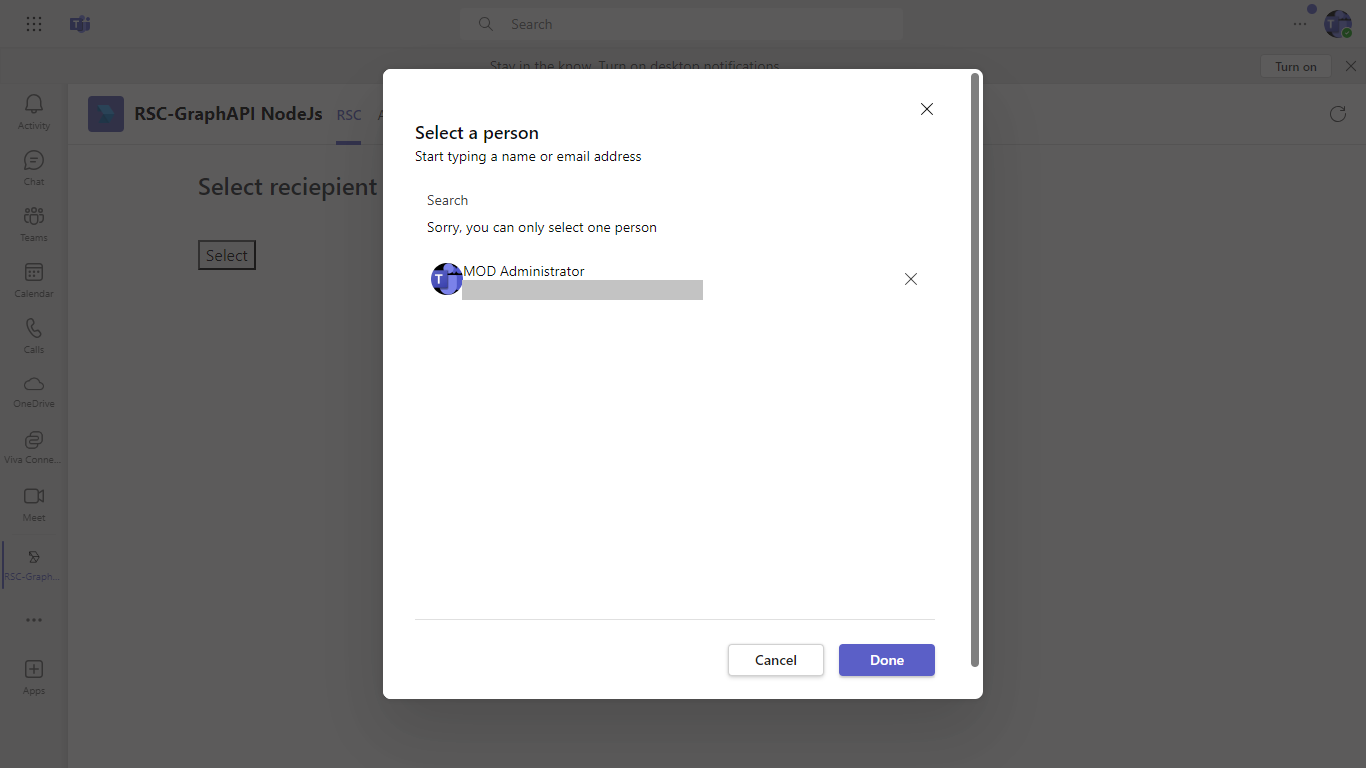 Search
Stay in the know. Turn on desktop notifications.
Turn on
Activity
Chat
Teams
Calendar
Calls
OneDrive
Viva Conne...
Meet
RSC-Graph...
Apps
RSC-GraphAPI NodeJs
RSC
Select reciepient
Select
Select a person
Start typing a name or email address
Search
Sorry, you can only select one person
T
MOD Administrator
Cancel
Done